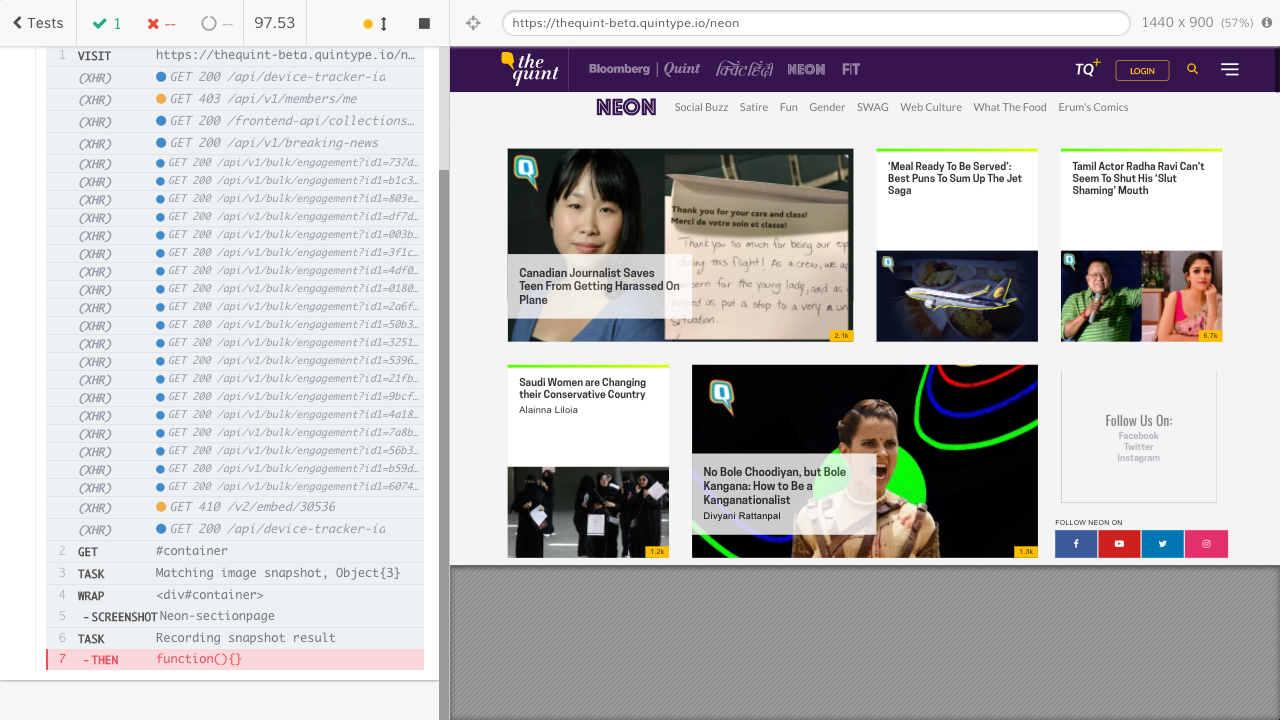 Tests
1
--
--
97.53
https://thequint-beta.quintype.io/neon
1440 x 900 (57%)
1 VISIT https://thequint-beta.quintype.io/n…
(XHR) GET 200 /api/device-tracker-id
(XHR) GET 403 /api/v1/members/me
(XHR) GET 200 /frontend-api/collections…
(XHR) GET 200 /api/v1/breaking-news
(XHR) GET 200 /api/v1/bulk/engagement?id1=737d…
(XHR) GET 200 /api/v1/bulk/engagement?id1=6491…
(XHR) GET 200 /api/v1/bulk/engagement?id1=803e…
(XHR) GET 200 /api/v1/bulk/engagement?id1=df7d…
(XHR) GET 200 /api/v1/bulk/engagement?id1=003b…
(XHR) GET 200 /api/v1/bulk/engagement?id1=3f1c…
(XHR) GET 200 /api/v1/bulk/engagement?id1=4df0…
(XHR) GET 200 /api/v1/bulk/engagement?id1=0180…
(XHR) GET 200 /api/v1/bulk/engagement?id1=2a6f…
(XHR) GET 200 /api/v1/bulk/engagement?id1=50b3…
(XHR) GET 200 /api/v1/bulk/engagement?id1=2251…
(XHR) GET 200 /api/v1/bulk/engagement?id1=5396…
(XHR) GET 200 /api/v1/bulk/engagement?id1=21fb…
(XHR) GET 200 /api/v1/bulk/engagement?id1=9bcf…
(XHR) GET 200 /api/v1/bulk/engagement?id1=4a18…
(XHR) GET 200 /api/v1/bulk/engagement?id1=7a8b…
(XHR) GET 200 /api/v1/bulk/engagement?id1=56b3…
(XHR) GET 200 /api/v1/bulk/engagement?id1=b59d…
(XHR) GET 200 /api/v1/bulk/engagement?id1=6074…
(XHR) GET 410 /v2/embed/30536
(XHR) GET 200 /api/device-tracker-id
2 GET #container
3 TASK Matching image snapshot, Object{3}
4 WRAP <div#container>
5 -SCREENSHOT Neon-sectionpage
6 TASK Recording snapshot result
7 -THEN function(){}
the quint
Bloomberg | Quint
क्विंट हिंदी
NEON
FIT
TQ+
LOGIN
NEON
Social Buzz Satire Fun Gender SWAG Web Culture What The Food Erum's Comics
Thank you for your care and class!
Merci de votre soin et classe!
Thank you so much for being our
during this flight! As a crew, we
for the young lady, and as
us put a stop to a very
situation.
Canadian Journalist Saves
Teen From Getting Harassed On
Plane
2.1k
‘Meal Ready To Be Served’:
Best Puns To Sum Up The Jet
Saga
Tamil Actor Radha Ravi Can’t
Seem To Shut His ‘Slut
Shaming’ Mouth
6.7k
Saudi Women are Changing
their Conservative Country
Alainna Liloia
1.2k
No Bole Choodiyan, but Bole
Kangana: How to Be a
Kanganationalist
Divyani Rattanpal
1.3k
Follow Us On:
Facebook
Twitter
Instagram
FOLLOW NEON ON